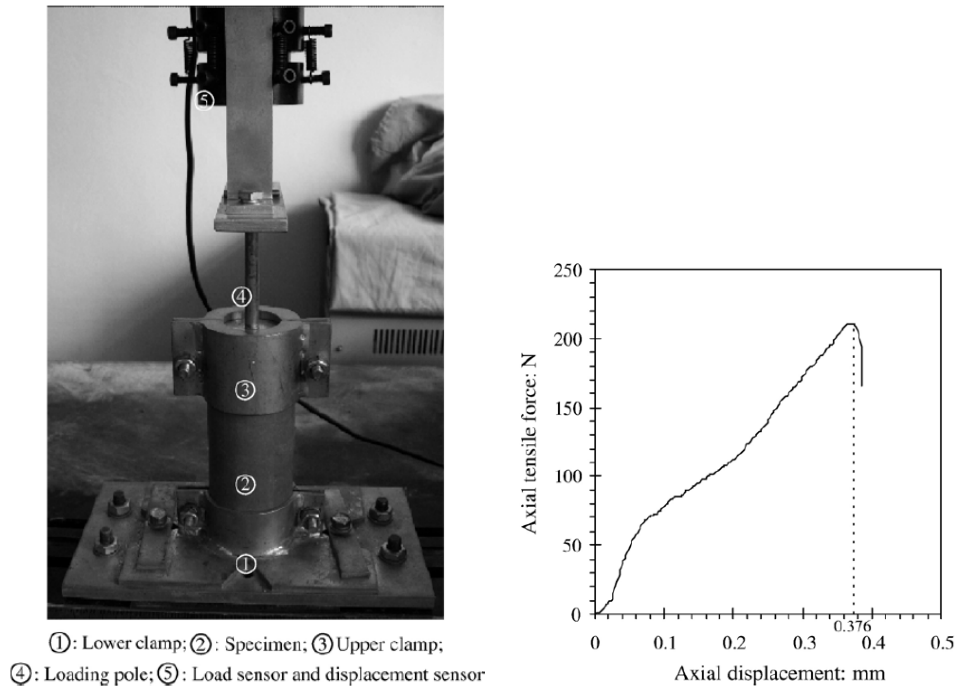 ⑤
④
③
②
①
①: Lower clamp; ②: Specimen; ③ Upper clamp;
④: Loading pole; ⑤: Load sensor and displacement sensor
250
200
150
100
50
0
Axial tensile force: N
0 0.1 0.2 0.3 0.4 0.5
0.376
Axial displacement: mm